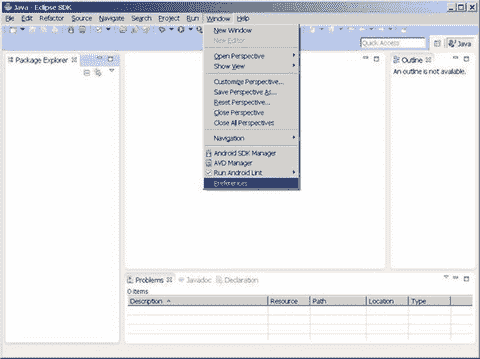 Java - Eclipse SDK
File Edit Refactor Source Navigate Search Project Run Window Help
Quick Access
Java
Package Explorer
New Window
New Editor
Open Perspective
Show View
Customize Perspective...
Save Perspective As...
Reset Perspective...
Close Perspective
Close All Perspectives
Navigation
Android SDK Manager
AVD Manager
Run Android Lint
Preferences
Outline
An outline is not available.
Problems Javadoc Declaration
0 items
Description Resource Path Location Type